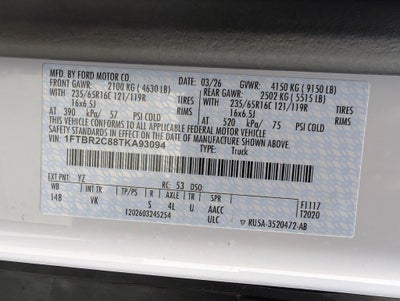 MFD. BY FORD MOTOR CO. 03/26 GVWR: 4150 KG ( 9150 LB)
FRONT GAWR: 2100 KG ( 4630 LB) REAR GAWR: 2502 KG ( 5515 LB)
WITH WITH
235/65R16C 121/119R TIRES 235/65R16C 121/119R TIRES
16x6.5J RIMS 16x6.5J RIMS
AT 390 kPa/ 57 PSI COLD AT 520 kPa/ 75 PSI COLD
THIS VEHICLE CONFORMS TO ALL APPLICABLE FEDERAL MOTOR VEHICLE SAFETY STANDARDS IN EFFECT ON THE DATE OF MANUFACTURE SHOWN ABOVE.
VIN: 1FTBR2C88TKA93094
TYPE: Truck
EXT PNT: YZ RC: 53 DSO:
WB INT TR TP/PS R AXLE TR SPR F1117
148 VK S 4L U AACC T2020
1202603245254 ULC RU5A-3520472-AB